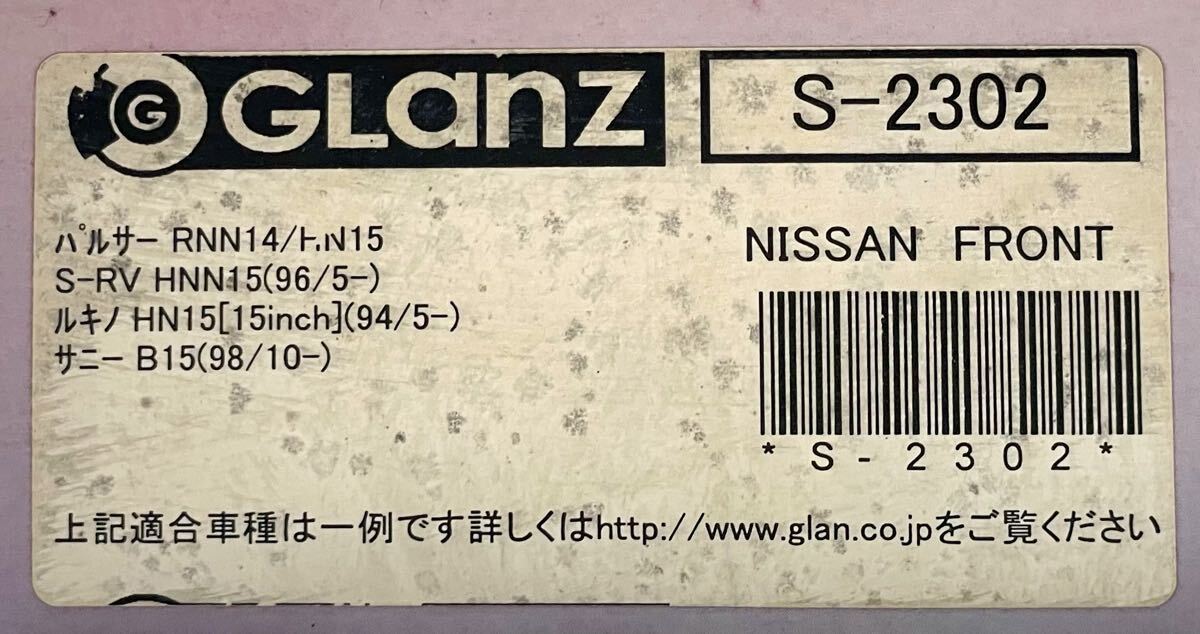 G GLanz
S-2302
パルサー RNN14/HN15
S-RV HNN15(96/5-)
ルキノ HN15[15inch](94/5-)
サニー B15(98/10-)
NISSAN FRONT
*S-2302*
上記適合車種は一例です詳しくはhttp://www.glan.co.jpをご覧ください